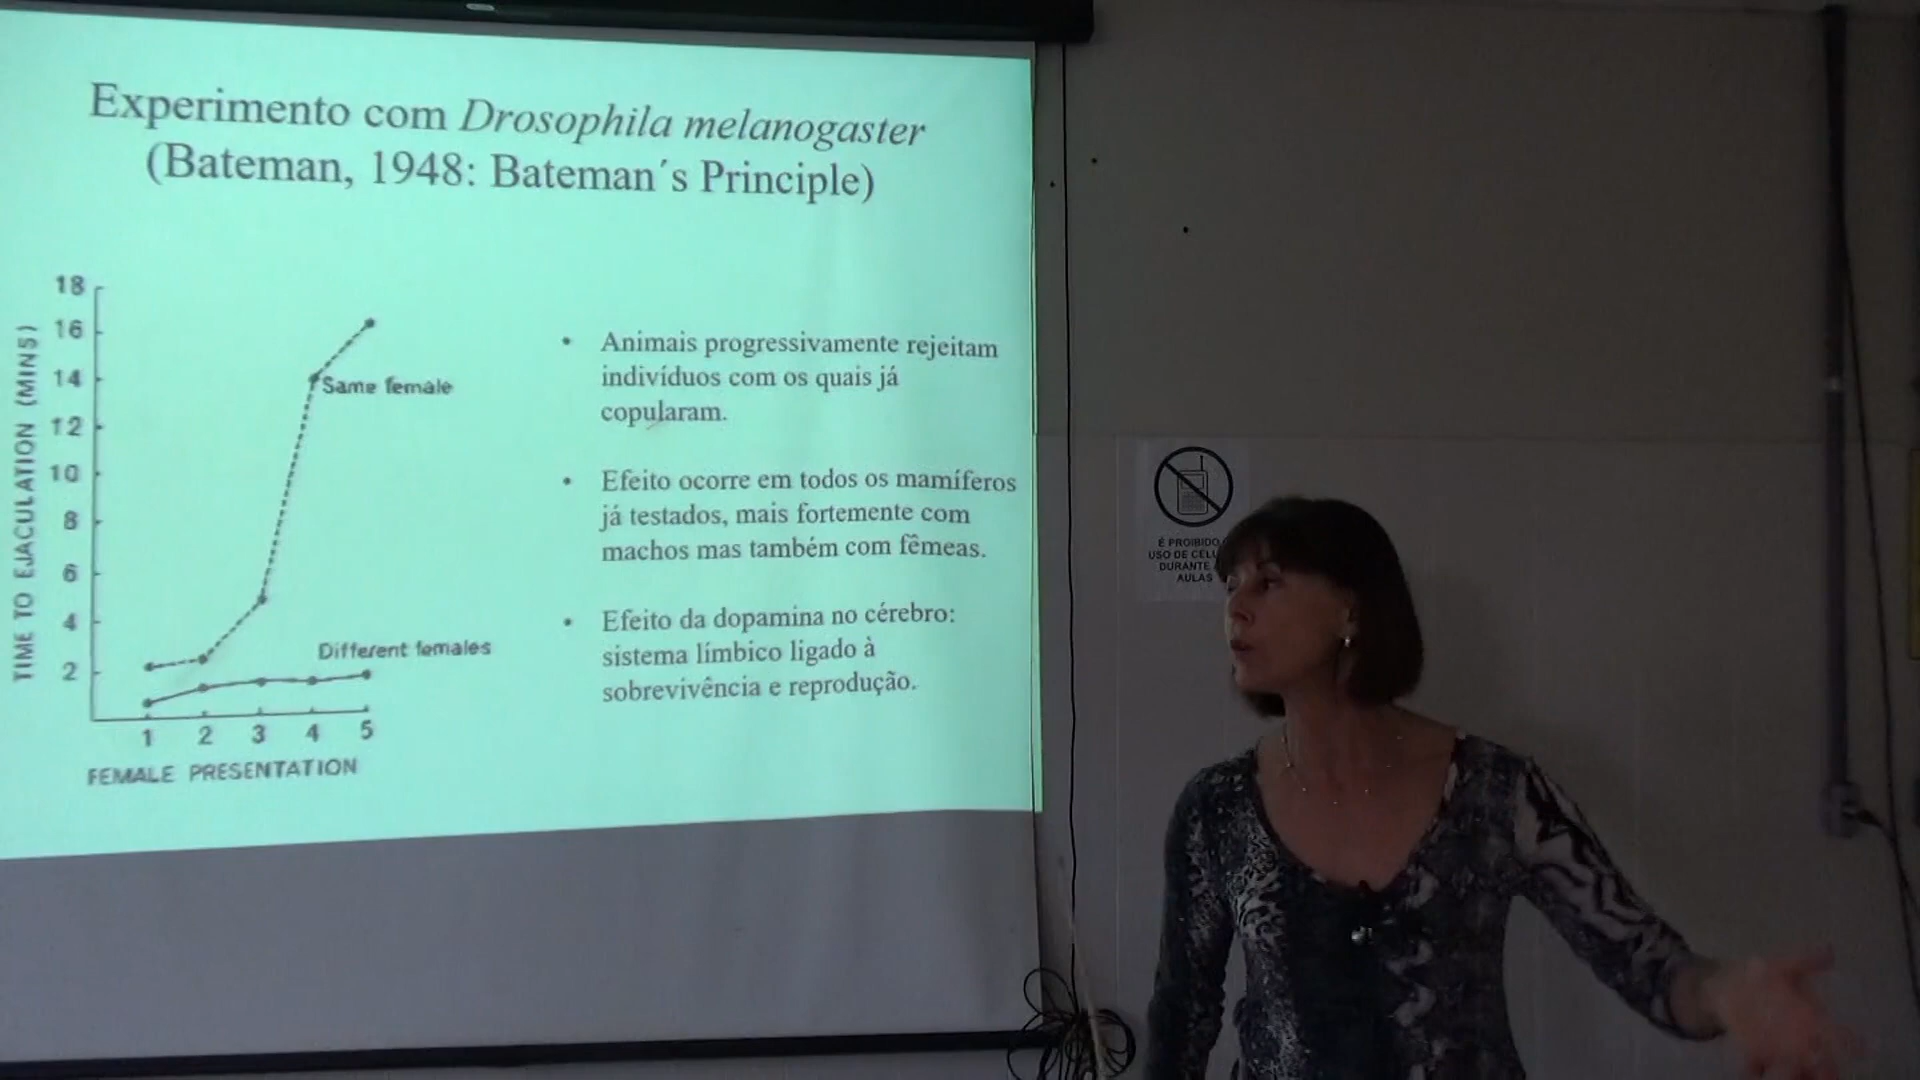 Experimento com Drosophila melanogaster
(Bateman, 1948: Bateman´s Principle)
18
16
14
12
10
8
6
4
2
TIME TO EJACULATION (MINS)
Same female
Different females
1 2 3 4 5
FEMALE PRESENTATION
• Animais progressivamente rejeitam
indivíduos com os quais já
copularam.
• Efeito ocorre em todos os mamíferos
já testados, mais fortemente com
machos mas também com fêmeas.
• Efeito da dopamina no cérebro:
sistema límbico ligado à
sobrevivência e reprodução.
É PROIBIDO
USO DE
DURANTE
AULAS